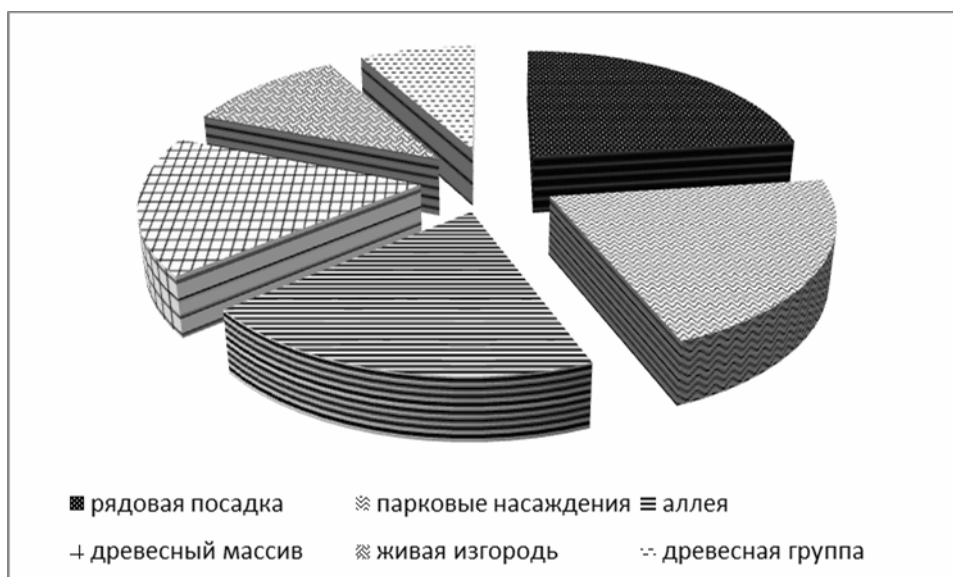 рядовая посадка парковые насаждения аллея
древесный массив живая изгородь древесная группа